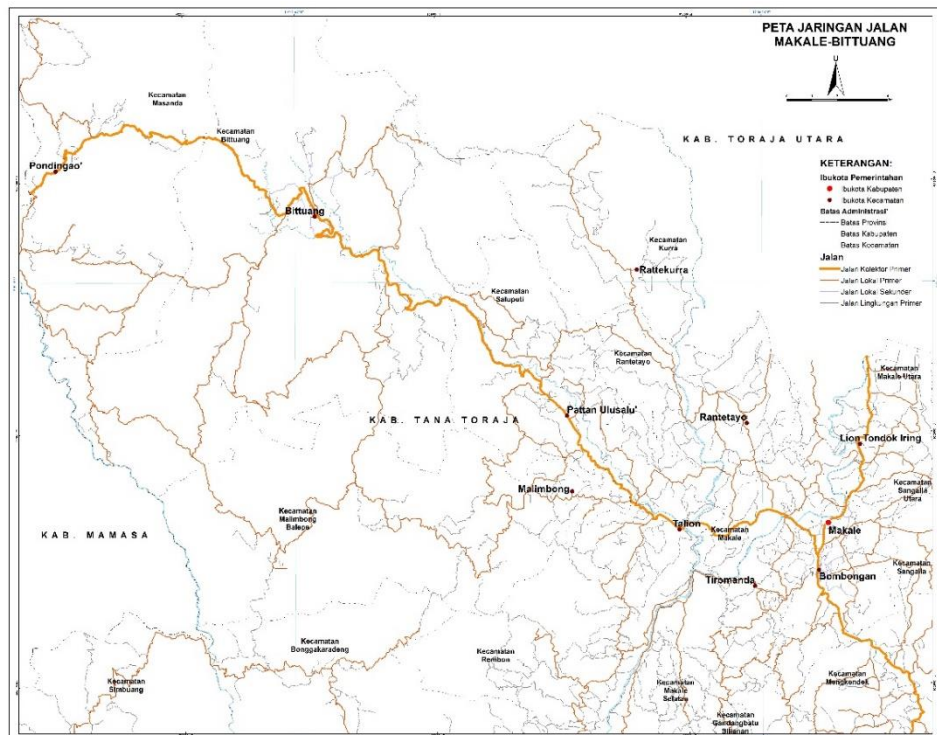 PETA JARINGAN JALAN
MAKALE-BITTUANG
U
Kecamatan
Masanda
Kecamatan
Bittuang
KAB. TORAJA UTARA
KETERANGAN:
Ibukota Pemerintahan
Ibukota Kabupaten
Ibukota Kecamatan
Batas Administrasi'
Batas Provins
Batas Kabupaten
Batas Kecamatan
Jalan
Jalan Kolektor Primer
Jalan Lokal Primer
Jalan Lokal Sekunder
Jalan Lingkungan Primer
Pondingao'
Bittuang
Kecamatan
Kurra
Rattekurra
Kecamatan
Saluputi
Kecamatan
Rantetayo
Kecamatan
Makale Utara
Pattan Ulusalu'
KAB. TANA TORAJA
Rantetayo
Lion Tondok Iring
Malimbong
Kecamatan
Sangalla
Utara
Kecamatan
Malimbong
Balepe
KAB. MAMASA
Talion
Kecamatan
Makale
Makale
Kecamatan
Sangalla
Bombongan
Tiromanda
Kecamatan
Bonggakaradeng
Kecamatan
Rembon
Kecamatan
Simbuang
Kecamatan
Makale
Selatan
Kecamatan
Mengkendek
Kecamatan
Gandangbatu
Sillanan